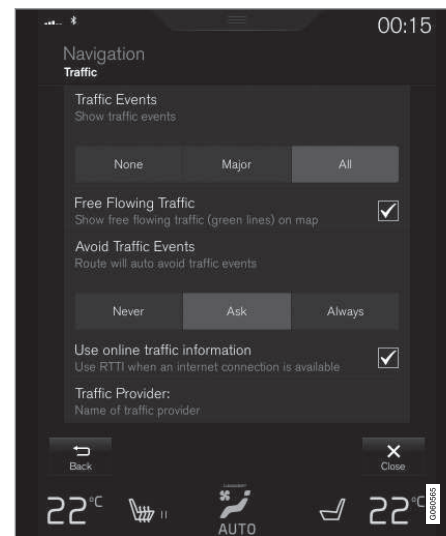 00:15
Navigation
Traffic
Traffic Events
Show traffic events
None Major All
Free Flowing Traffic
Show free flowing traffic (green lines) on map
Avoid Traffic Events
Route will auto avoid traffic events
Never Ask Always
Use online traffic information
Use RTTI when an internet connection is available
Traffic Provider:
Name of traffic provider
Back Close
22°C 22°C
AUTO
G060565